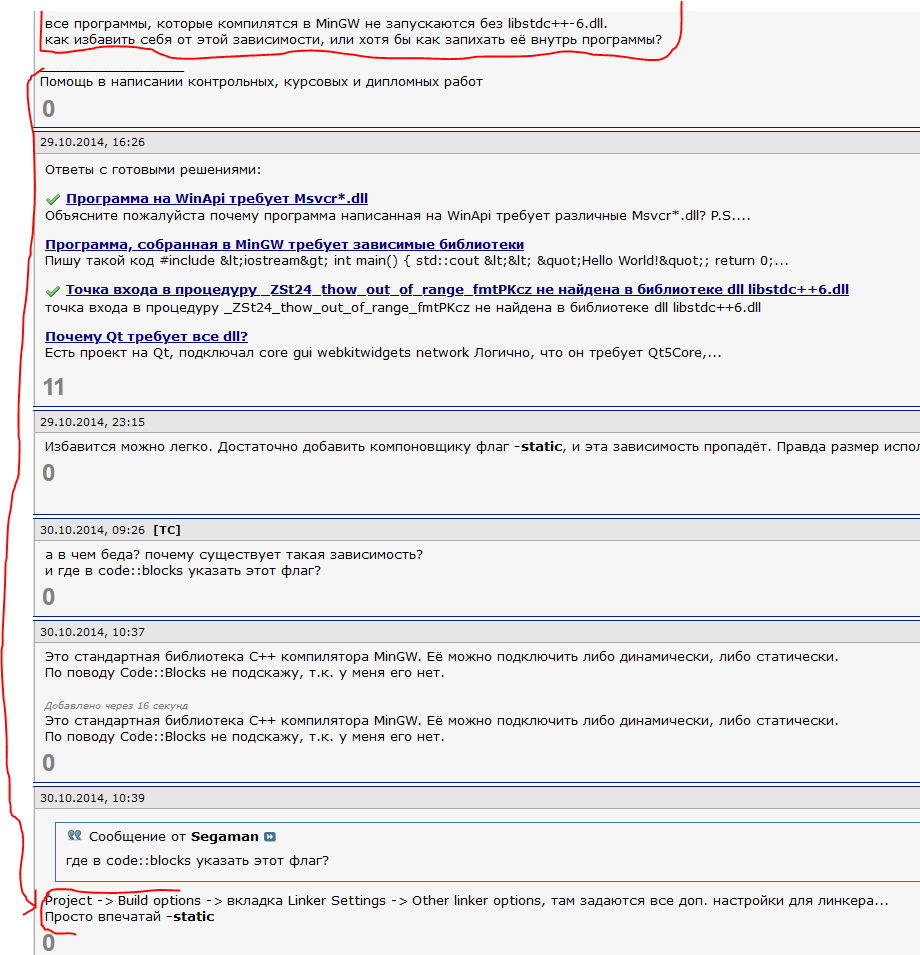 все программы, которые компилятся в MinGW не запускаются без libstdc++-6.dll.
как избавить себя от этой зависимости, или хотя бы как запихать её внутрь программы?
Помощь в написании контрольных, курсовых и дипломных работ
0
29.10.2014, 16:26
Ответы с готовыми решениями:
Программа на WinApi требует Msvcr*.dll
Объясните пожалуйста почему программа написанная на WinApi требует различные Msvcr*.dll? P.S....
Программа, собранная в MinGW требует зависимые библиотеки
Пишу такой код #include &lt;iostream&gt; int main() { std::cout &lt;&lt; &quot;Hello World!&quot;; return 0;...
Точка входа в процедуру _ZSt24_thow_out_of_range_fmtPKcz не найдена в библиотеке dll libstdc++6.dll
точка входа в процедуру _ZSt24_thow_out_of_range_fmtPKcz не найдена в библиотеке dll libstdc++6.dll
Почему Qt требует все dll?
Есть проект на Qt, подключал core gui webkitwidgets network Логично, что он требует Qt5Core,...
11
29.10.2014, 23:15
Избавится можно легко. Достаточно добавить компоновщику флаг -static, и эта зависимость пропадёт. Правда размер испол
0
30.10.2014, 09:26 [ТС]
а в чем беда? почему существует такая зависимость?
и где в code::blocks указать этот флаг?
0
30.10.2014, 10:37
Это стандартная библиотека C++ компилятора MinGW. Её можно подключить либо динамически, либо статически.
По поводу Code::Blocks не подскажу, т.к. у меня его нет.
Добавлено через 16 секунд
Это стандартная библиотека C++ компилятора MinGW. Её можно подключить либо динамически, либо статически.
По поводу Code::Blocks не подскажу, т.к. у меня его нет.
0
30.10.2014, 10:39
Сообщение от Segaman
где в code::blocks указать этот флаг?
Project -> Build options -> вкладка Linker Settings -> Other linker options, там задаются все доп. настройки для линкера...
Просто впечатай -static
0